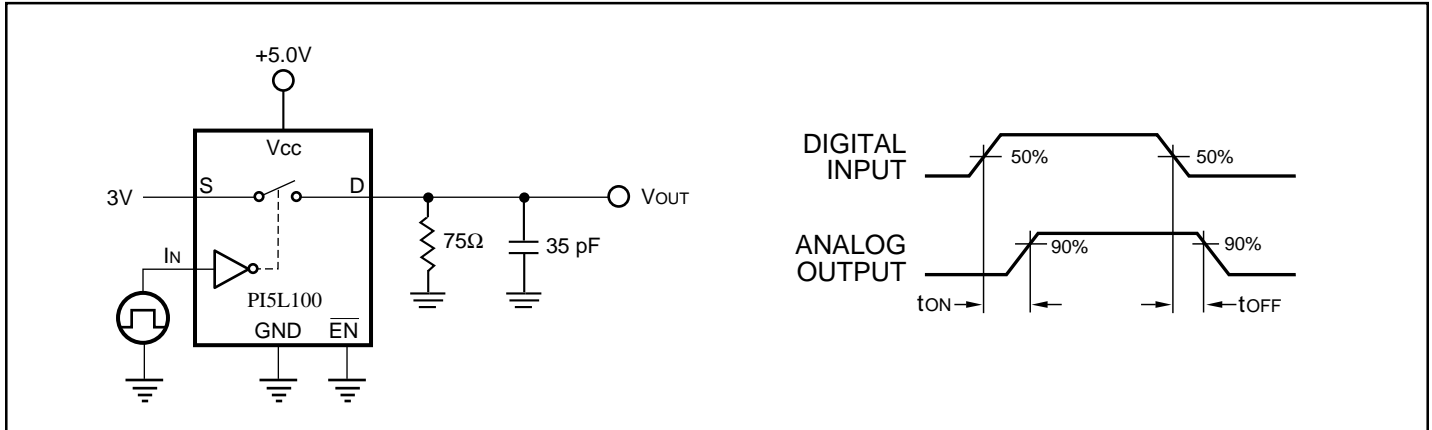 +5.0V
Vcc
3V
S
D
VOUT
75Ω
35 pF
IN
PI5L100
GND
EN
DIGITAL
INPUT
50%
50%
ANALOG
OUTPUT
90%
90%
tON
tOFF